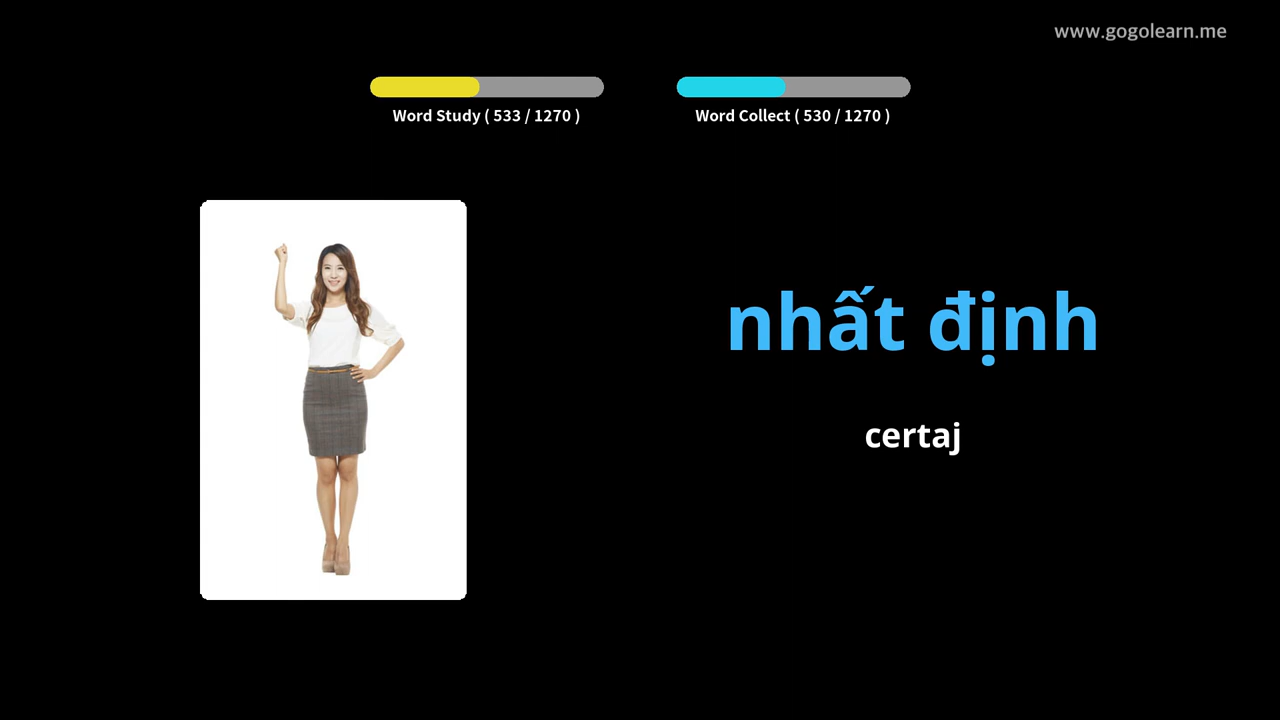 www.gogolearn.me
Word Study ( 533 / 1270 )
Word Collect ( 530 / 1270 )
nhất định
certaj